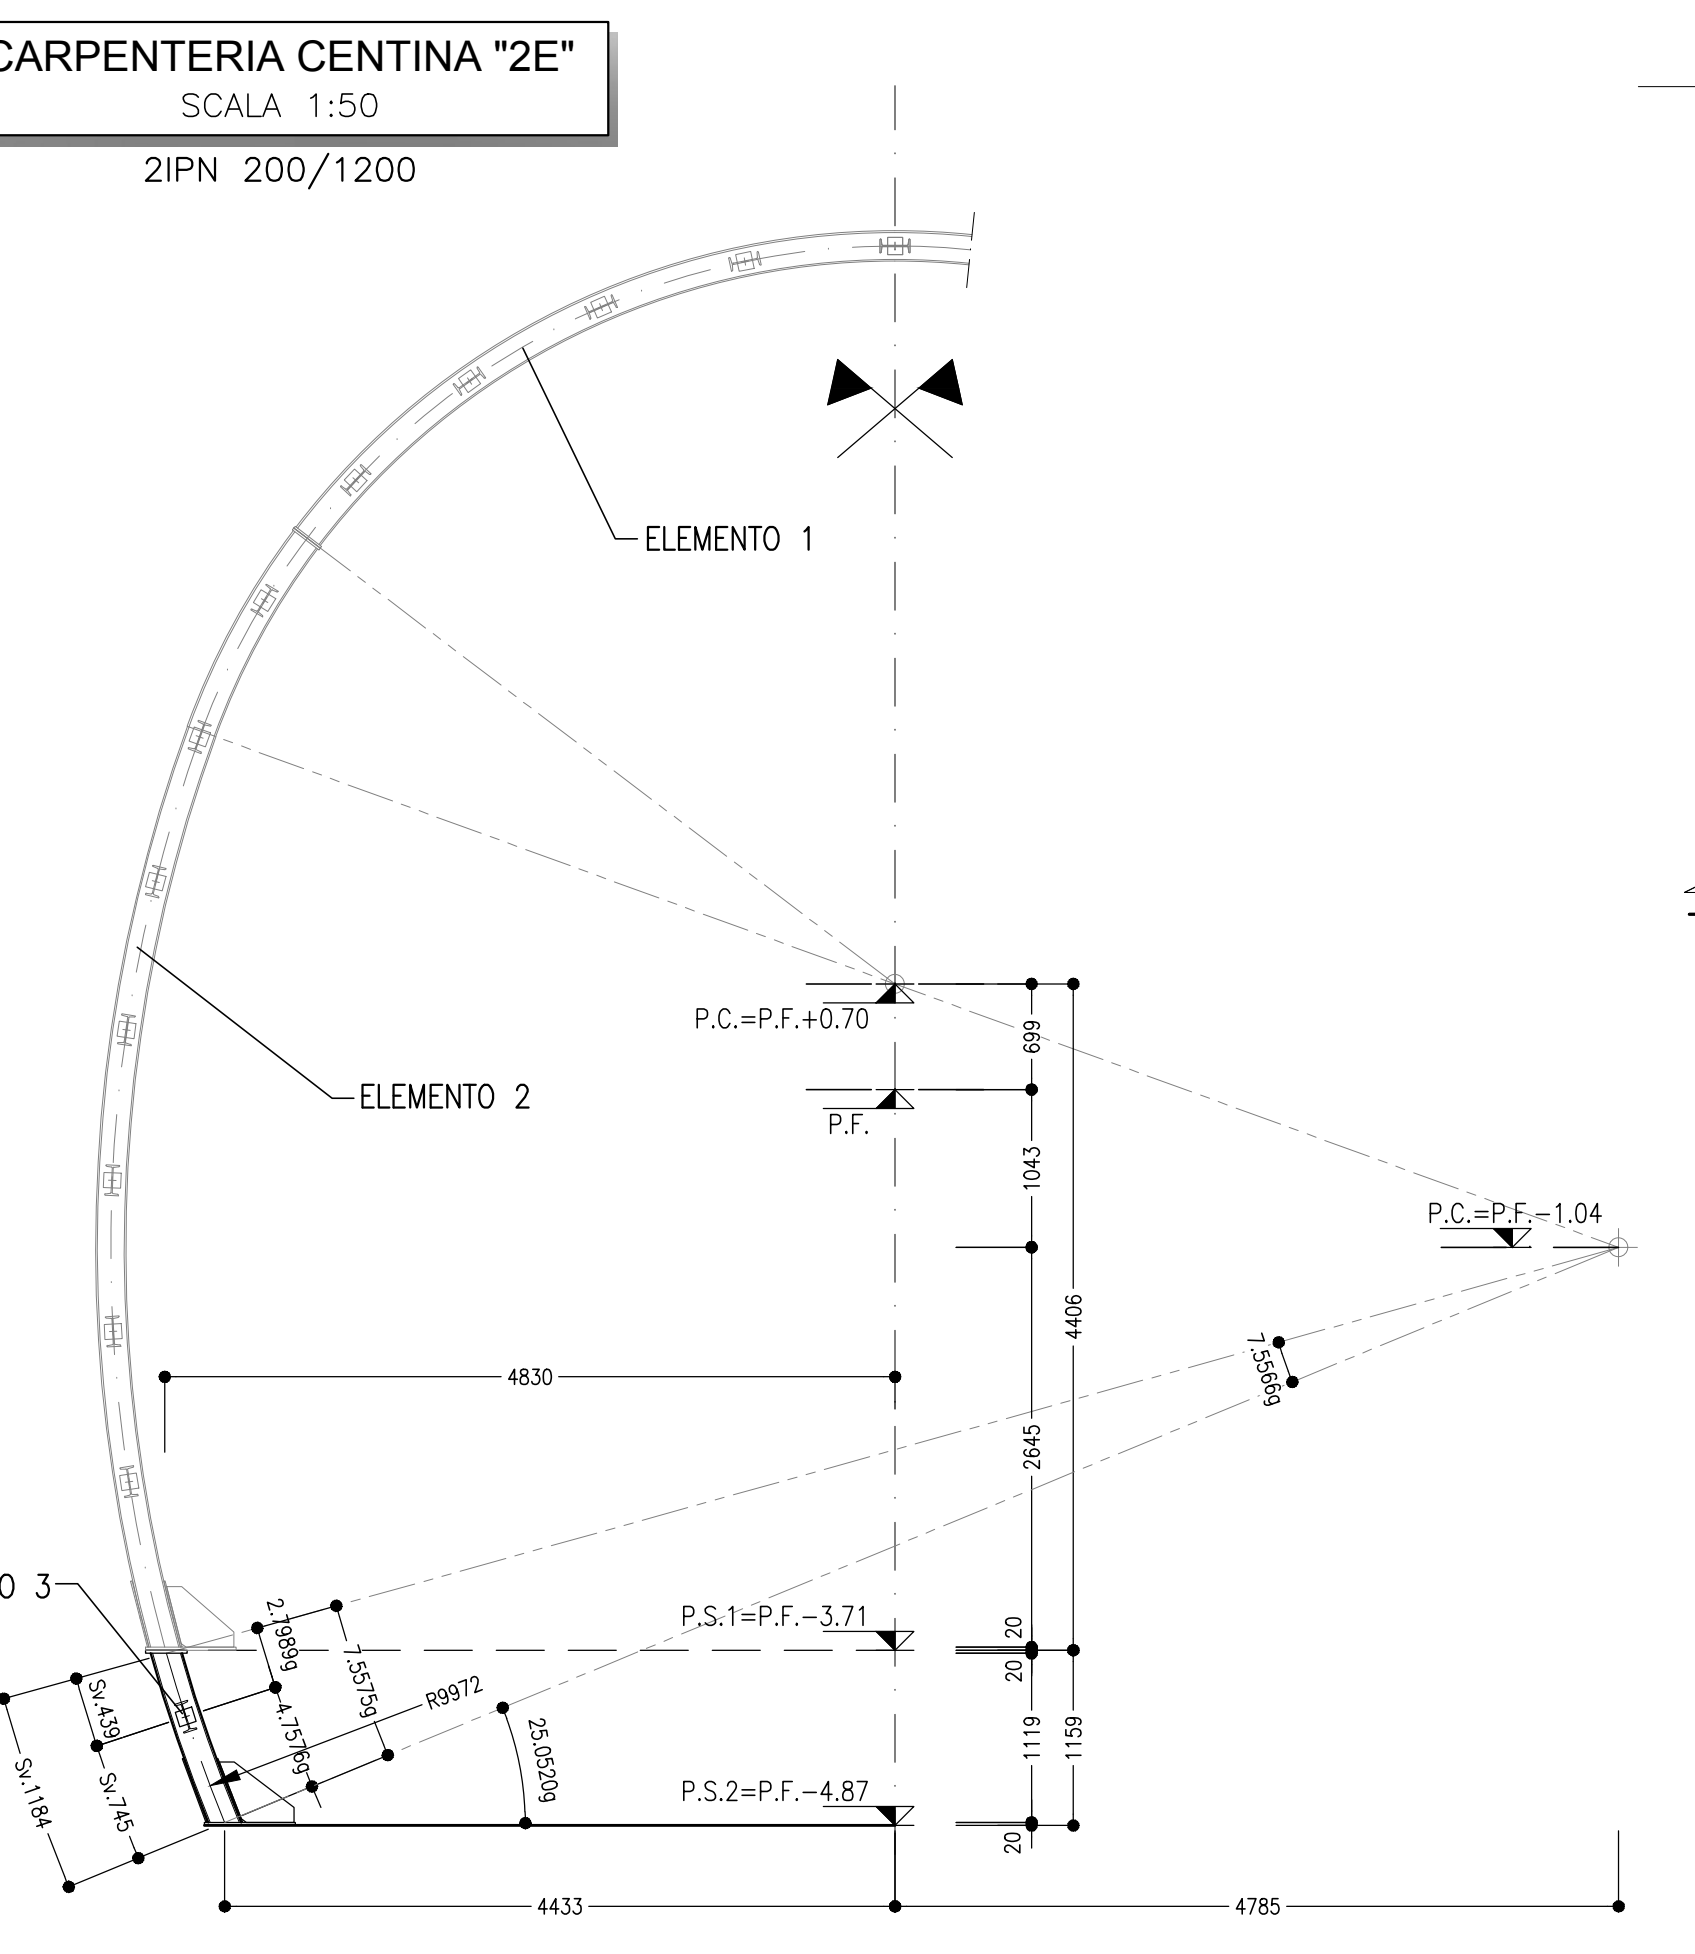 CARPENTERIA CENTINA "2E"
SCALA 1:50
2IPN 200/1200
ELEMENTO 1
P.C.=P.F.+0.70
699
P.F.
ELEMENTO 2
1043
P.C.=P.F.-1.04
4406
7.5566g
4830
2645
O 3
2.7989g
P.S.1=P.F.-3.71
20
20
7.5575g
R9972
Sv.439
4.7576g
25.0520g
1119
1159
Sv.1184
Sv.745
P.S.2=P.F.-4.87
20
4433
4785